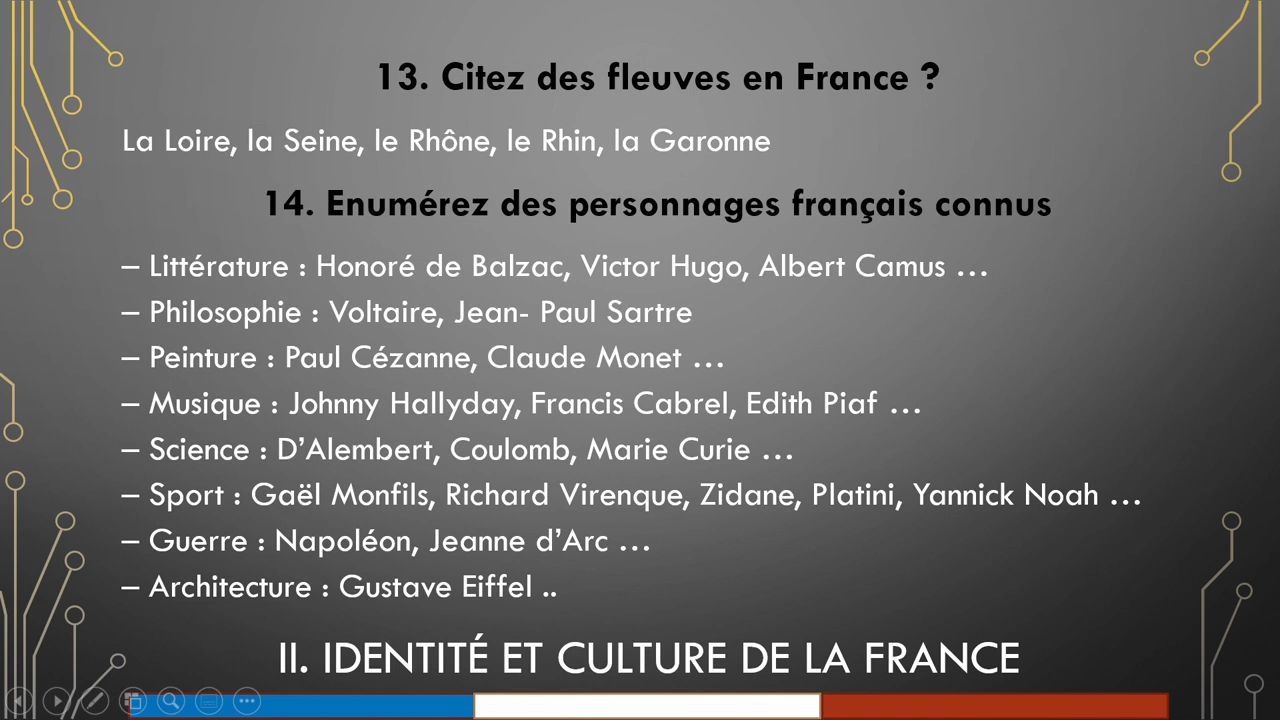 13. Citez des fleuves en France ?
La Loire, la Seine, le Rhône, le Rhin, la Garonne
14. Enumérez des personnages français connus
– Littérature : Honoré de Balzac, Victor Hugo, Albert Camus …
– Philosophie : Voltaire, Jean- Paul Sartre
– Peinture : Paul Cézanne, Claude Monet …
– Musique : Johnny Hallyday, Francis Cabrel, Edith Piaf …
– Science : D’Alembert, Coulomb, Marie Curie …
– Sport : Gaël Monfils, Richard Virenque, Zidane, Platini, Yannick Noah …
– Guerre : Napoléon, Jeanne d’Arc …
– Architecture : Gustave Eiffel ..
II. IDENTITÉ ET CULTURE DE LA FRANCE